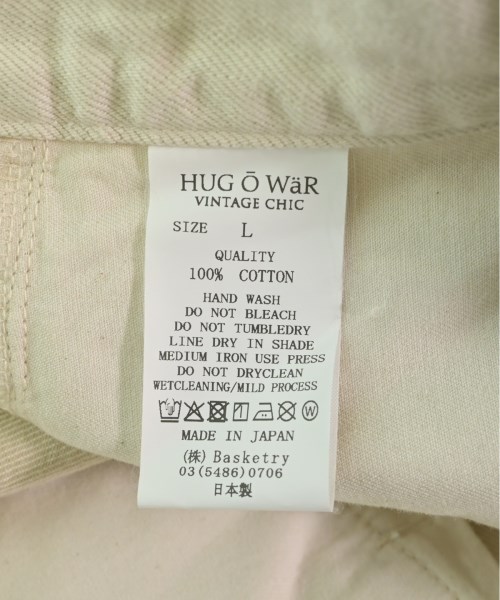 HUG Ō WäR
VINTAGE CHIC
SIZE L
QUALITY
100% COTTON
HAND WASH
DO NOT BLEACH
DO NOT TUMBLEDRY
LINE DRY IN SHADE
MEDIUM IRON USE PRESS
DO NOT DRYCLEAN
WETCLEANING/MILD PROCESS
W
MADE IN JAPAN
(株) Basketry
03(5486)0706
日本製